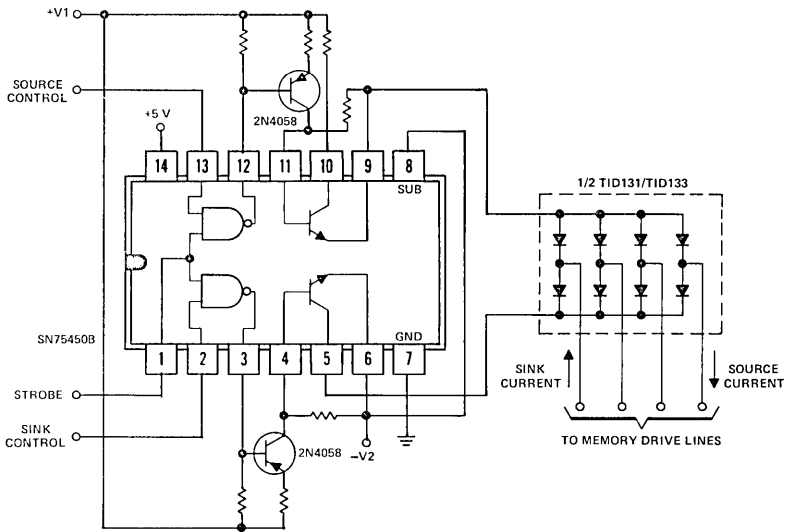 +V1
SOURCE
CONTROL
+5 V
2N4058
14 13 12 11 10 9 8
SUB
1/2 TID131/TID133
SN75450B
GND
1 2 3 4 5 6 7
STROBE
SINK
CONTROL
2N4058
−V2
SINK
CURRENT
SOURCE
CURRENT
TO MEMORY DRIVE LINES